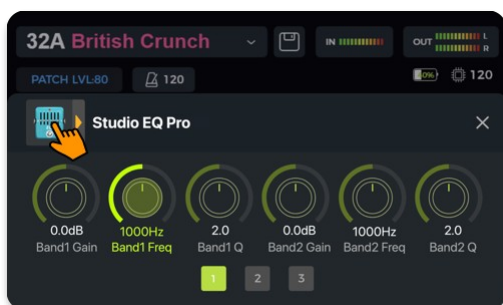 32A British Crunch
IN
OUT
L
R
PATCH LVL:80
120
0%
120
Studio EQ Pro
0.0dB 1000Hz 2.0 0.0dB 1000Hz 2.0
Band1 Gain Band1 Freq Band1 Q Band2 Gain Band2 Freq Band2 Q
1 2 3